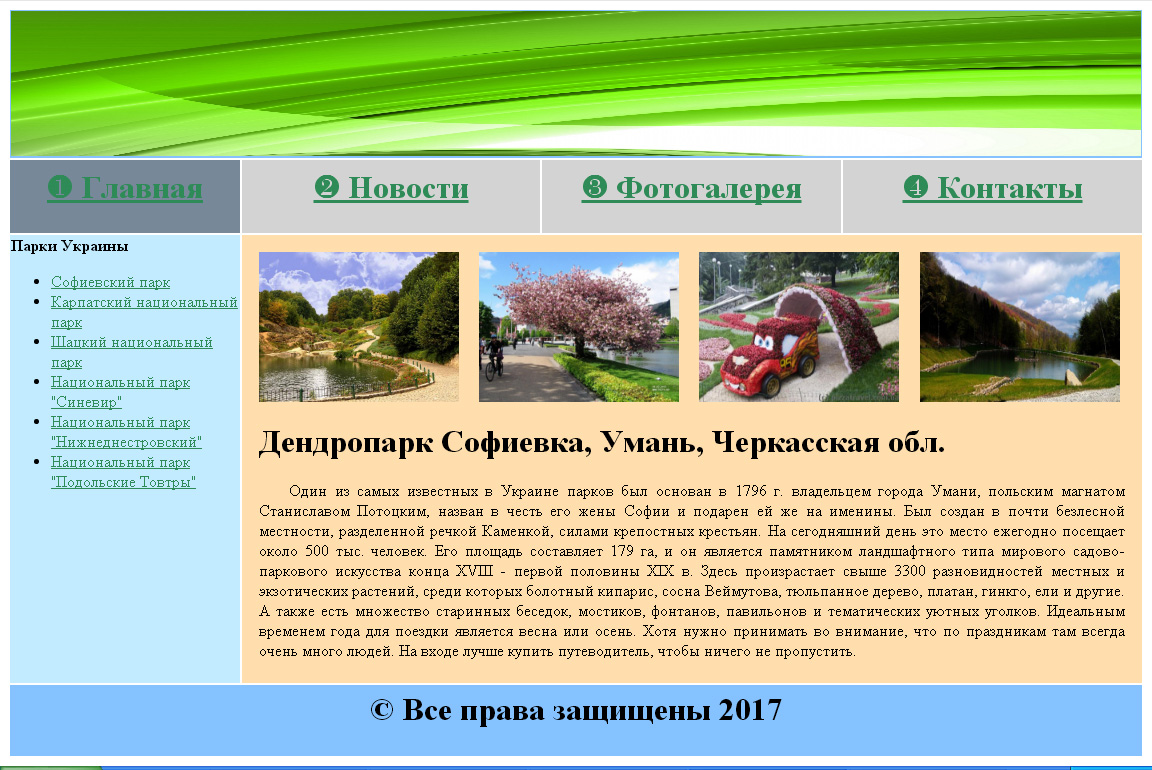 ❶ Главная
❷ Новости
❸ Фотогалерея
❹ Контакты
Парки Украины
Софиевский парк
Карпатский национальный
парк
Шацкий национальный
парк
Национальный парк
"Синевир"
Национальный парк
"Нижнеднестровский"
Национальный парк
"Подольские Товтры"
Дендропарк Софиевка, Умань, Черкасская обл.
Один из самых известных в Украине парков был основан в 1796 г. владельцем города Умани, польским магнатом
Станиславом Потоцким, назван в честь его жены Софии и подарен ей же на именины. Был создан в почти безлесной
местности, разделенной речкой Каменкой, силами крепостных крестьян. На сегодняшний день это место ежегодно посещает
около 500 тыс. человек. Его площадь составляет 179 га, и он является памятником ландшафтного типа мирового садово-
паркового искусства конца XVIII - первой половины XIX в. Здесь произрастает свыше 3300 разновидностей местных и
экзотических растений, среди которых болотный кипарис, сосна Веймутова, тюльпанное дерево, платан, гинкго, ели и другие.
А также есть множество старинных беседок, мостиков, фонтанов, павильонов и тематических уютных уголков. Идеальным
временем года для поездки является весна или осень. Хотя нужно принимать во внимание, что по праздникам там всегда
очень много людей. На входе лучше купить путеводитель, чтобы ничего не пропустить.
© Все права защищены 2017